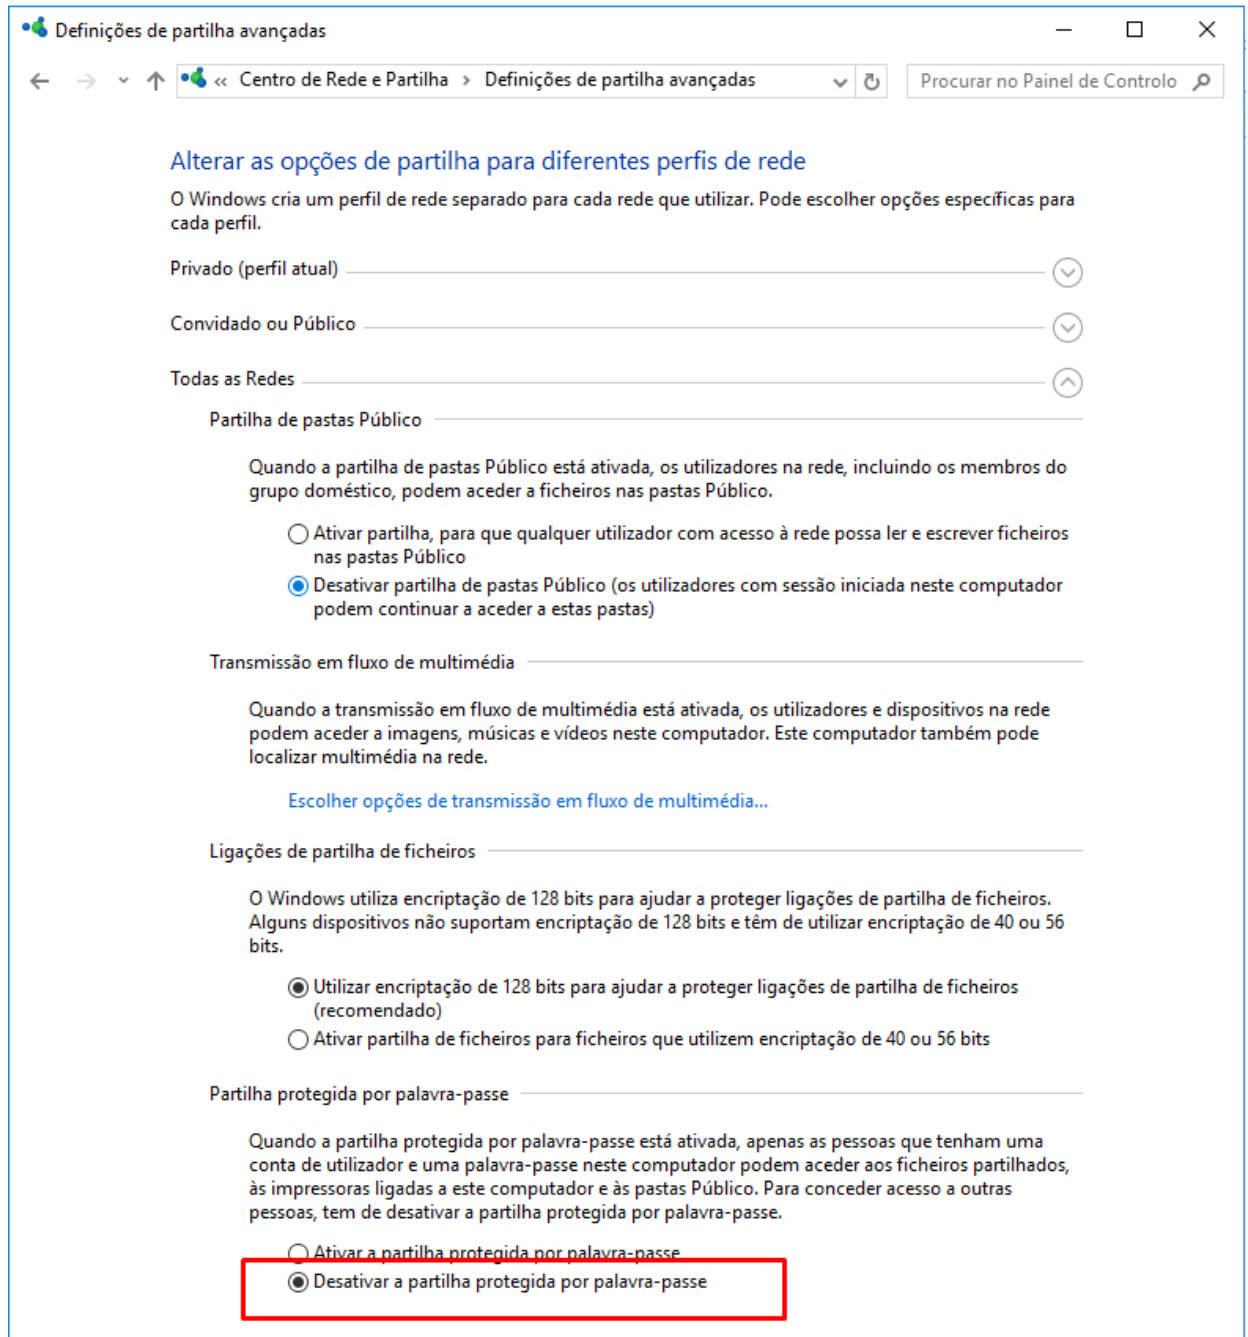 Definições de partilha avançadas
« Centro de Rede e Partilha > Definições de partilha avançadas
Procurar no Painel de Controlo
Alterar as opções de partilha para diferentes perfis de rede
O Windows cria um perfil de rede separado para cada rede que utilizar. Pode escolher opções específicas para
cada perfil.
Privado (perfil atual)
Convidado ou Público
Todas as Redes
Partilha de pastas Público
Quando a partilha de pastas Público está ativada, os utilizadores na rede, incluindo os membros do
grupo doméstico, podem aceder a ficheiros nas pastas Público.
Ativar partilha, para que qualquer utilizador com acesso à rede possa ler e escrever ficheiros
nas pastas Público
Desativar partilha de pastas Público (os utilizadores com sessão iniciada neste computador
podem continuar a aceder a estas pastas)
Transmissão em fluxo de multimédia
Quando a transmissão em fluxo de multimédia está ativada, os utilizadores e dispositivos na rede
podem aceder a imagens, músicas e vídeos neste computador. Este computador também pode
localizar multimédia na rede.
Escolher opções de transmissão em fluxo de multimédia...
Ligações de partilha de ficheiros
O Windows utiliza encriptação de 128 bits para ajudar a proteger ligações de partilha de ficheiros.
Alguns dispositivos não suportam encriptação de 128 bits e têm de utilizar encriptação de 40 ou 56
bits.
Utilizar encriptação de 128 bits para ajudar a proteger ligações de partilha de ficheiros
(recomendado)
Ativar partilha de ficheiros para ficheiros que utilizem encriptação de 40 ou 56 bits
Partilha protegida por palavra-passe
Quando a partilha protegida por palavra-passe está ativada, apenas as pessoas que tenham uma
conta de utilizador e uma palavra-passe neste computador podem aceder aos ficheiros partilhados,
às impressoras ligadas a este computador e às pastas Público. Para conceder acesso a outras
pessoas, tem de desativar a partilha protegida por palavra-passe.
Ativar a partilha protegida por palavra-passe
Desativar a partilha protegida por palavra-passe